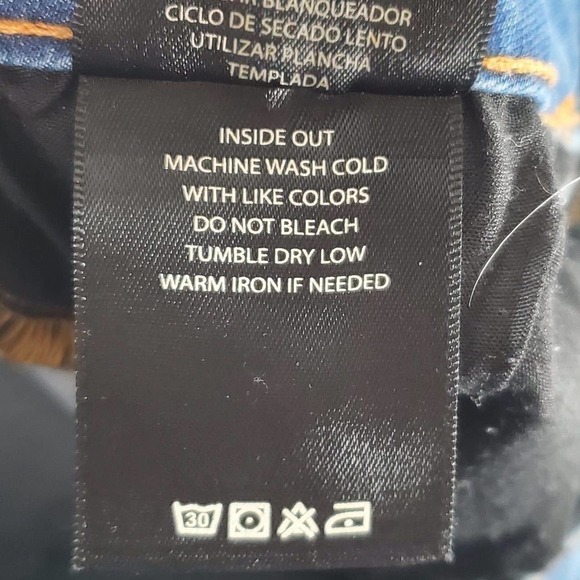 BLANQUEADOR
CICLO DE SECADO LENTO
UTILIZAR PLANCHA
TEMPLADA
INSIDE OUT
MACHINE WASH COLD
WITH LIKE COLORS
DO NOT BLEACH
TUMBLE DRY LOW
WARM IRON IF NEEDED
30